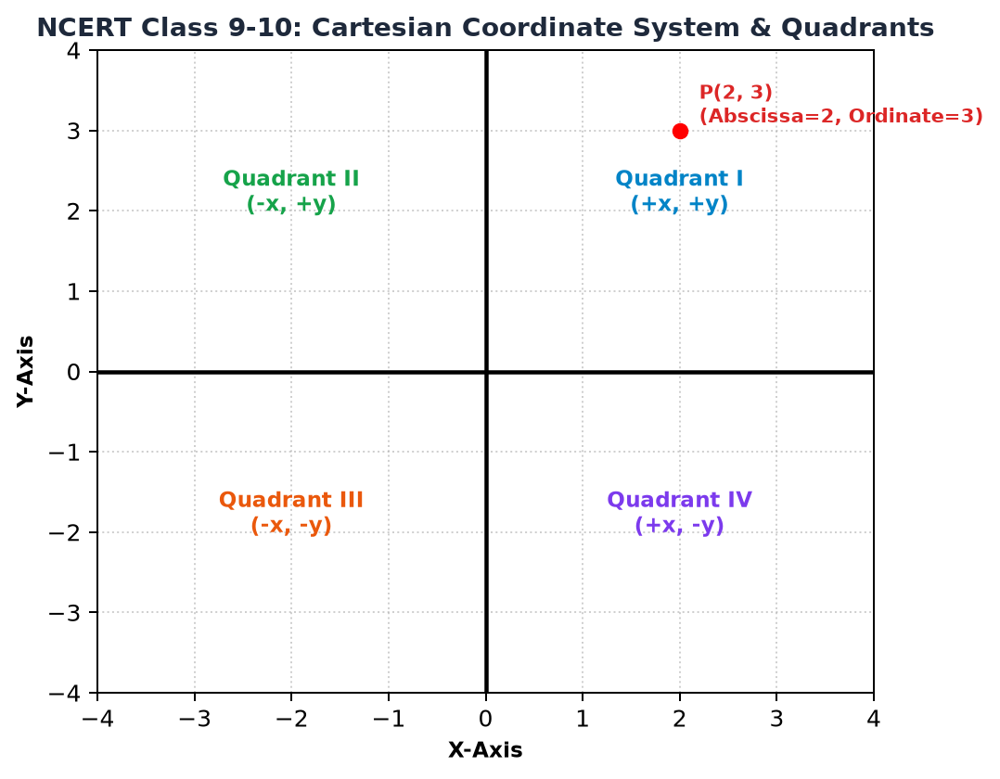 NCERT Class 9-10: Cartesian Coordinate System & Quadrants
4
P(2, 3)
(Abscissa=2, Ordinate=3)
3
Quadrant II
(-x, +y)
Quadrant I
(+x, +y)
2
1
Y-Axis
0
−1
Quadrant III
(-x, -y)
Quadrant IV
(+x, -y)
−2
−3
−4
−4 −3 −2 −1 0 1 2 3 4
X-Axis